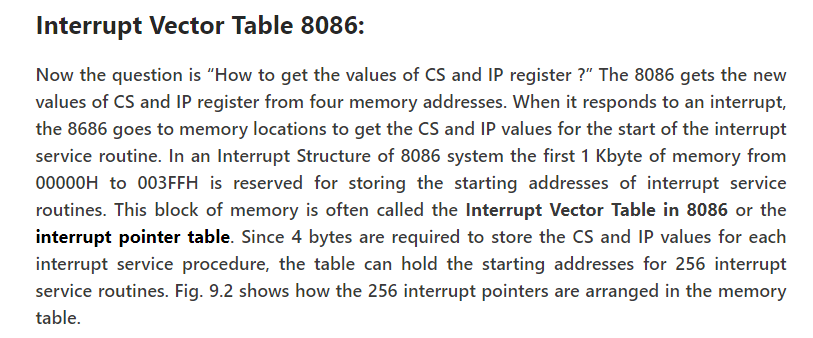 Interrupt Vector Table 8086:
Now the question is “How to get the values of CS and IP register ?” The 8086 gets the new
values of CS and IP register from four memory addresses. When it responds to an interrupt,
the 8686 goes to memory locations to get the CS and IP values for the start of the interrupt
service routine. In an Interrupt Structure of 8086 system the first 1 Kbyte of memory from
00000H to 003FFH is reserved for storing the starting addresses of interrupt service
routines. This block of memory is often called the Interrupt Vector Table in 8086 or the
interrupt pointer table. Since 4 bytes are required to store the CS and IP values for each
interrupt service procedure, the table can hold the starting addresses for 256 interrupt
service routines. Fig. 9.2 shows how the 256 interrupt pointers are arranged in the memory
table.